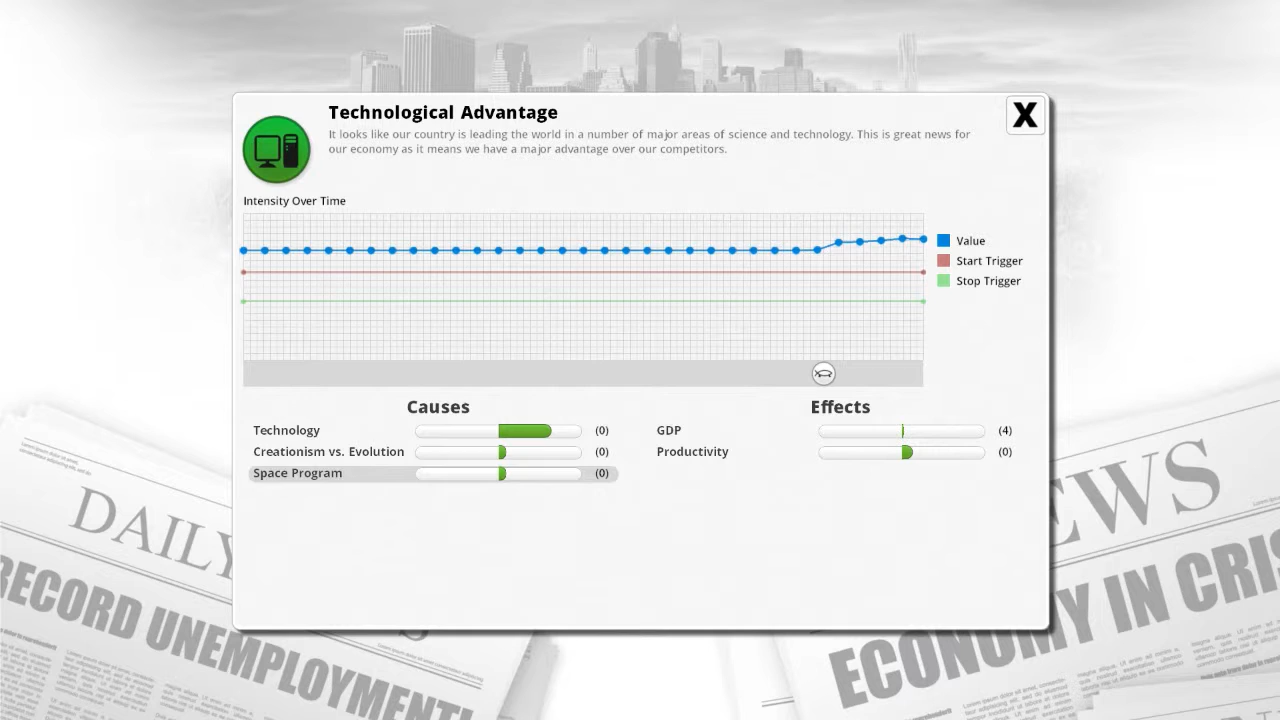 Technological Advantage
X
It looks like our country is leading the world in a number of major areas of science and technology. This is great news for
our economy as it means we have a major advantage over our competitors.
Intensity Over Time
Value
Start Trigger
Stop Trigger
Causes
Effects
Technology (0)
GDP (4)
Creationism vs. Evolution (0)
Productivity (0)
Space Program (0)
DAILY
EWS
RECORD UNEMPLOYMENT
ECONOMY IN CRIS